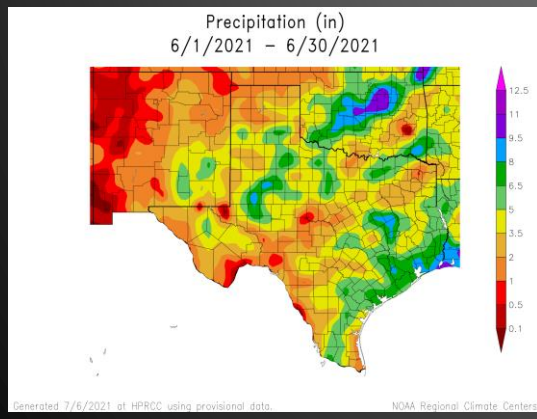 Precipitation (in)
6/1/2021 – 6/30/2021
12.5
11
9.5
8
6.5
5
3.5
2
1
0.5
0.1
Generated 7/6/2021 at HPRCC using provisional data.
NOAA Regional Climate Centers